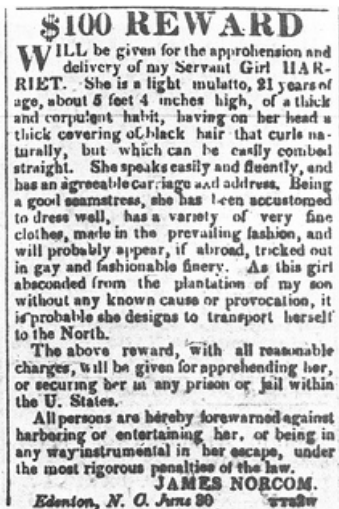 $100 REWARD
WILL be given for the approhension and
delivery of my Servant Girl HAR-
RIET. She is a light mulatto, 21 years of
age, about 5 feet 4 inches high, of a thick
and corpulent habit, having on her head a
thick covering of black hair that curls na-
turally, but which can be easily combed
straight. She speaks easily and fluently, and
has an agreeable carriage and address. Being
a good seamstress, she has been accustomed
to dress well, has a variety of very fine
clothes, made in the prevailing fashion, and
will probably appear, if abroad, tricked out
in gay and fashionable finery. As this girl
absconded from the plantation of my son
without any known cause or provocation, it
is probable she designs to transport herself
to the North.
The above reward, with all reasonable
charges, will be given for apprehending her,
or securing her in any prison or jail within
the U. States.
All persons are hereby forewarned against
harboring or entertaining her, or being in
any way instrumental in her escape, under
the most rigorous penalties of the law.
JAMES NORCOM.
Edenton, N. C. June 30